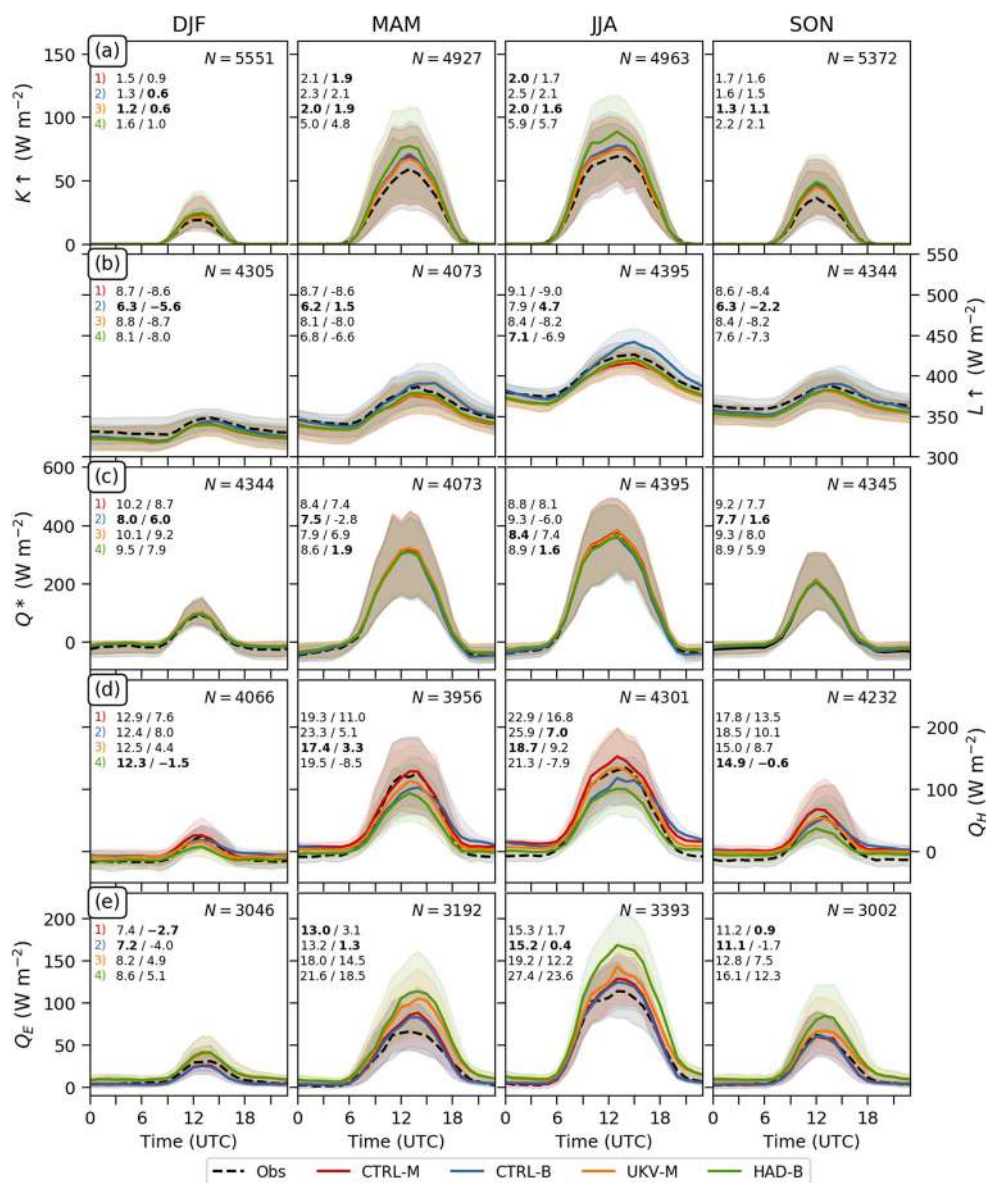 DJF MAM JJA SON
(a)
N = 5551 N = 4927 N = 4963 N = 5372
1) 1.5 / 0.9 2.1 / 1.9 2.0 / 1.7 1.7 / 1.6
2) 1.3 / 0.6 2.3 / 2.1 2.5 / 2.1 1.6 / 1.5
3) 1.2 / 0.6 2.0 / 1.9 2.0 / 1.6 1.3 / 1.1
4) 1.6 / 1.0 5.0 / 4.8 5.9 / 5.7 2.2 / 2.1
150
100
50
0
K ↑ (W m⁻²)
(b)
N = 4305 N = 4073 N = 4395 N = 4344
1) 8.7 / -8.6 8.7 / -8.6 9.1 / -9.0 8.6 / -8.4
2) 6.3 / −5.6 6.2 / 1.5 7.9 / 4.7 6.3 / −2.2
3) 8.8 / -8.7 8.1 / -8.0 8.4 / -8.2 8.4 / -8.2
4) 8.1 / -8.0 6.8 / -6.6 7.1 / -6.9 7.6 / -7.3
550
500
450
400
350
300
L ↑ (W m⁻²)
(c)
N = 4344 N = 4073 N = 4395 N = 4345
1) 10.2 / 8.7 8.4 / 7.4 8.8 / 8.1 9.2 / 7.7
2) 8.0 / 6.0 7.5 / -2.8 9.3 / -6.0 7.7 / 1.6
3) 10.1 / 9.2 7.9 / 6.9 8.4 / 7.4 9.3 / 8.0
4) 9.5 / 7.9 8.6 / 1.9 8.9 / 1.6 8.9 / 5.9
600
400
200
0
Q* (W m⁻²)
(d)
N = 4066 N = 3956 N = 4301 N = 4232
1) 12.9 / 7.6 19.3 / 11.0 22.9 / 16.8 17.8 / 13.5
2) 12.4 / 8.0 23.3 / 5.1 25.9 / 7.0 18.5 / 10.1
3) 12.5 / 4.4 17.4 / 3.3 18.7 / 9.2 15.0 / 8.7
4) 12.3 / −1.5 19.5 / -8.5 21.3 / -7.9 14.9 / −0.6
200
100
0
Q_H (W m⁻²)
(e)
N = 3046 N = 3192 N = 3393 N = 3002
1) 7.4 / −2.7 13.0 / 3.1 15.3 / 1.7 11.2 / 0.9
2) 7.2 / -4.0 13.2 / 1.3 15.2 / 0.4 11.1 / -1.7
3) 8.2 / 4.9 18.0 / 14.5 19.2 / 12.2 12.8 / 7.5
4) 8.6 / 5.1 21.6 / 18.5 27.4 / 23.6 16.1 / 12.3
200
150
100
50
0
Q_E (W m⁻²)
0 6 12 18 0 6 12 18 0 6 12 18 0 6 12 18
Time (UTC) Time (UTC) Time (UTC) Time (UTC)
Obs CTRL-M CTRL-B UKV-M HAD-B